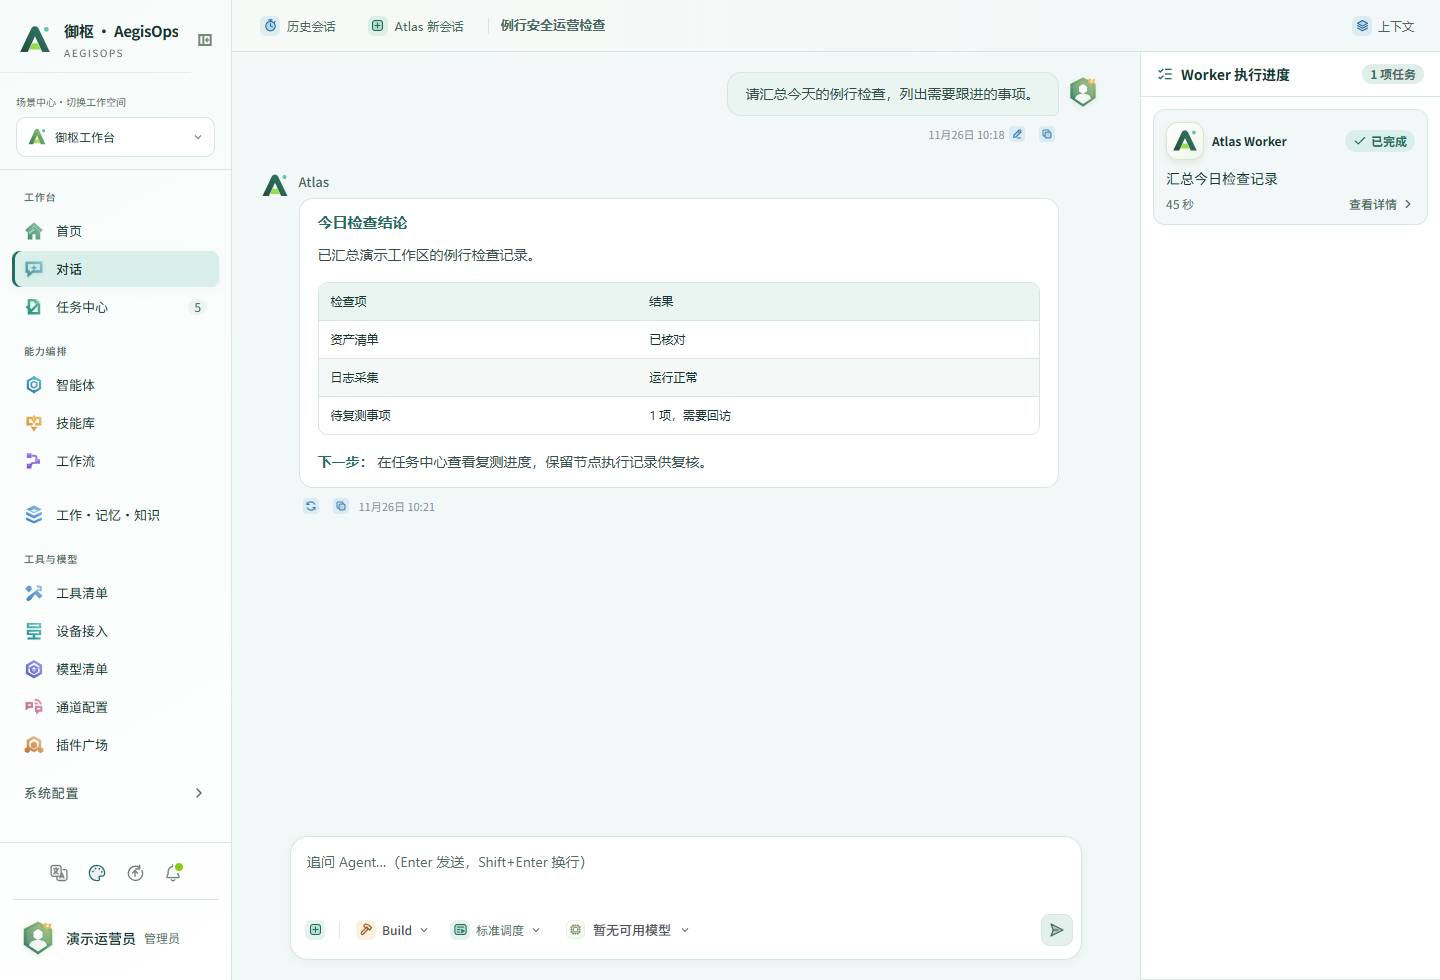 御枢 · AegisOps
AEGISOPS
场景中心 · 切换工作空间
御枢工作台
工作台
首页
对话
任务中心
5
能力编排
智能体
技能库
工作流
工作 · 记忆 · 知识
工具与模型
工具清单
设备接入
模型清单
通道配置
插件广场
系统配置
演示运营员 管理员
历史会话
Atlas 新会话
例行安全运营检查
上下文
请汇总今天的例行检查，列出需要跟进的事项。
11月26日 10:18
Atlas
今日检查结论
已汇总演示工作区的例行检查记录。
检查项 结果
资产清单 已核对
日志采集 运行正常
待复测事项 1 项，需要回访
下一步： 在任务中心查看复测进度，保留节点执行记录供复核。
11月26日 10:21
追问 Agent...（Enter 发送，Shift+Enter 换行）
Build
标准调度
暂无可用模型
Worker 执行进度
1 项任务
Atlas Worker
已完成
汇总今日检查记录
45 秒
查看详情